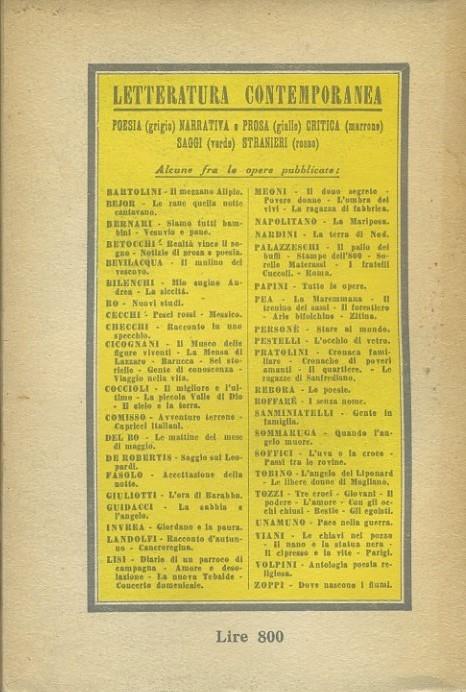 LETTERATURA CONTEMPORANEA
POESIA (grigio) NARRATIVA e PROSA (giallo) CRITICA (marrone)
SAGGI (verde) STRANIERI (rosso)
Alcune fra le opere pubblicate:
BARTOLINI - Il mezzano Alipio.
BEJOR - Le rane quella notte
cantavano.
BERNARI - Siamo tutti bam-
bini - Vesuvio e pane.
BETOCCHI - Realtà vince il so-
gno - Notizie di prosa e poesia.
BEVILACQUA - Il mulino del
vescovo.
BILENCHI - Mio cugino An-
drea - La siccità.
BO - Nuovi studi.
CECCHI - Pesci rossi - Messico.
CHECCHI - Racconto in uno
specchio.
CICOGNANI - Il Museo delle
figure viventi - La Mensa di
Lazzaro - Barucca - Sei sto-
rielle - Gente di conoscenza -
Viaggio nella vita.
COCCIOLI - Il migliore e l'ul-
timo - La piccola Valle di Dio
- Il cielo e la terra.
COMISSO - Avventure terrene -
Capricci italiani.
DEL BO - Le mattine del mese
di maggio.
DE ROBERTIS - Saggio sul Leo-
pardi.
FASOLO - Accettazione della
notte.
GIULIOTTI - L'ora di Barabba.
GUIDACCI - La sabbia e
l'angelo.
INVREA - Giordano e la paura.
LANDOLFI - Racconto d'autun-
no - Cancroregina.
LISI - Diario di un parroco di
campagna - Amore e deso-
lazione - La nuova Tebaide -
Concerto domenicale.
MEONI - Il dono segreto -
Povere donne - L'ombra dei
vivi - La ragazza di fabbrica.
NAPOLITANO - La Mariposa.
NARDINI - La terra di Nod.
PALAZZESCHI - Il palio dei
buffi - Stampe dell'800 - So-
relle Materassi - I fratelli
Cuccoli. - Roma.
PAPINI - Tutte le opere.
PEA - La Maremmana - Il
trenino dei sassi - Il forestiero
- Arie bifolchine - Zitina.
PERSONÈ - Stare al mondo.
PESTELLI - L'occhio di vetro.
PRATOLINI - Cronaca fami-
liare - Cronache di poveri
amanti - Il quartiere. - Le
ragazze di Sanfrediano.
REBORA - Le poesie.
ROFFARÈ - I senza nome.
SANMINIATELLI - Gente in
famiglia.
SOMMARUGA - Quando l'an-
gelo muore.
SOFFICI - L'uva e la croce -
Passi tra le rovine.
TOBINO - L'angelo del Liponard
- Le libere donne di Magliano.
TOZZI - Tre croci - Giovani - Il
podere - L'amore - Con gli oc-
chi chiusi - Bestie - Gli egoisti.
UNAMUNO - Pace nella guerra.
VIANI - Le chiavi nel pozzo
- Il nano e la statua nera -
Il cipresso e la vite - Parigi.
VOLPINI - Antologia poesia re-
ligiosa.
ZOPPI - Dove nascono i fiumi.
Lire 800